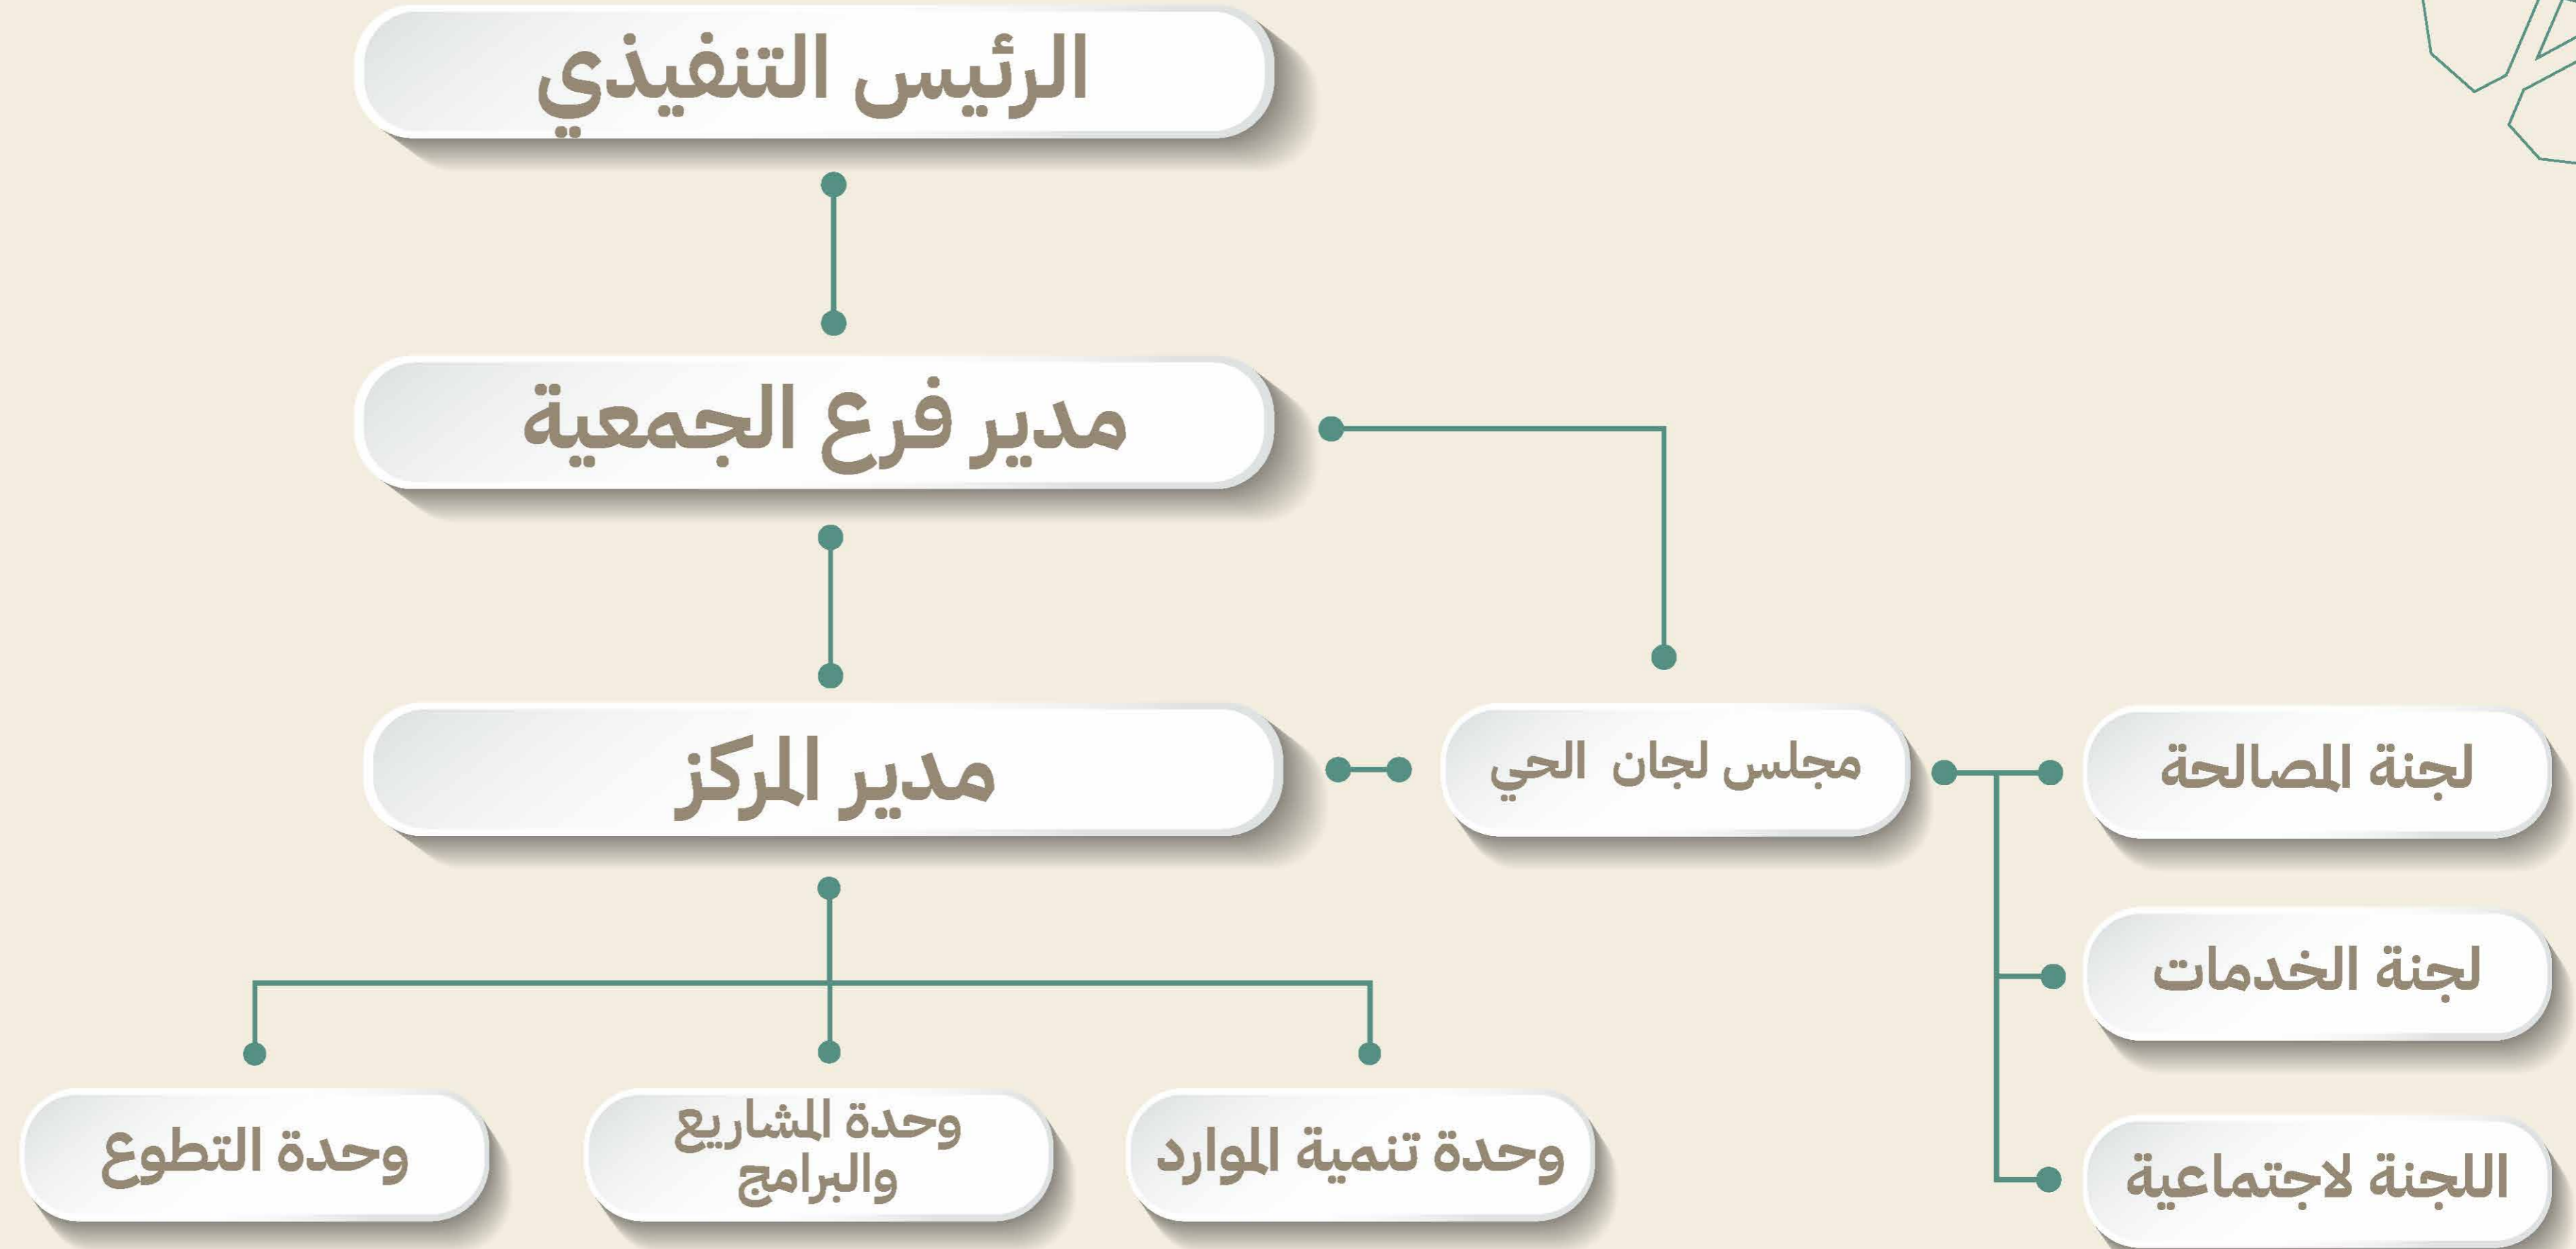 الرئيس التنفيذي
مدير فرع الجمعية
مدير المركز
مجلس لجان الحي
لجنة المصالحة
لجنة الخدمات
اللجنة لاجتماعية
وحدة تنمية الموارد
وحدة المشاريع
والبرامج
وحدة التطوع